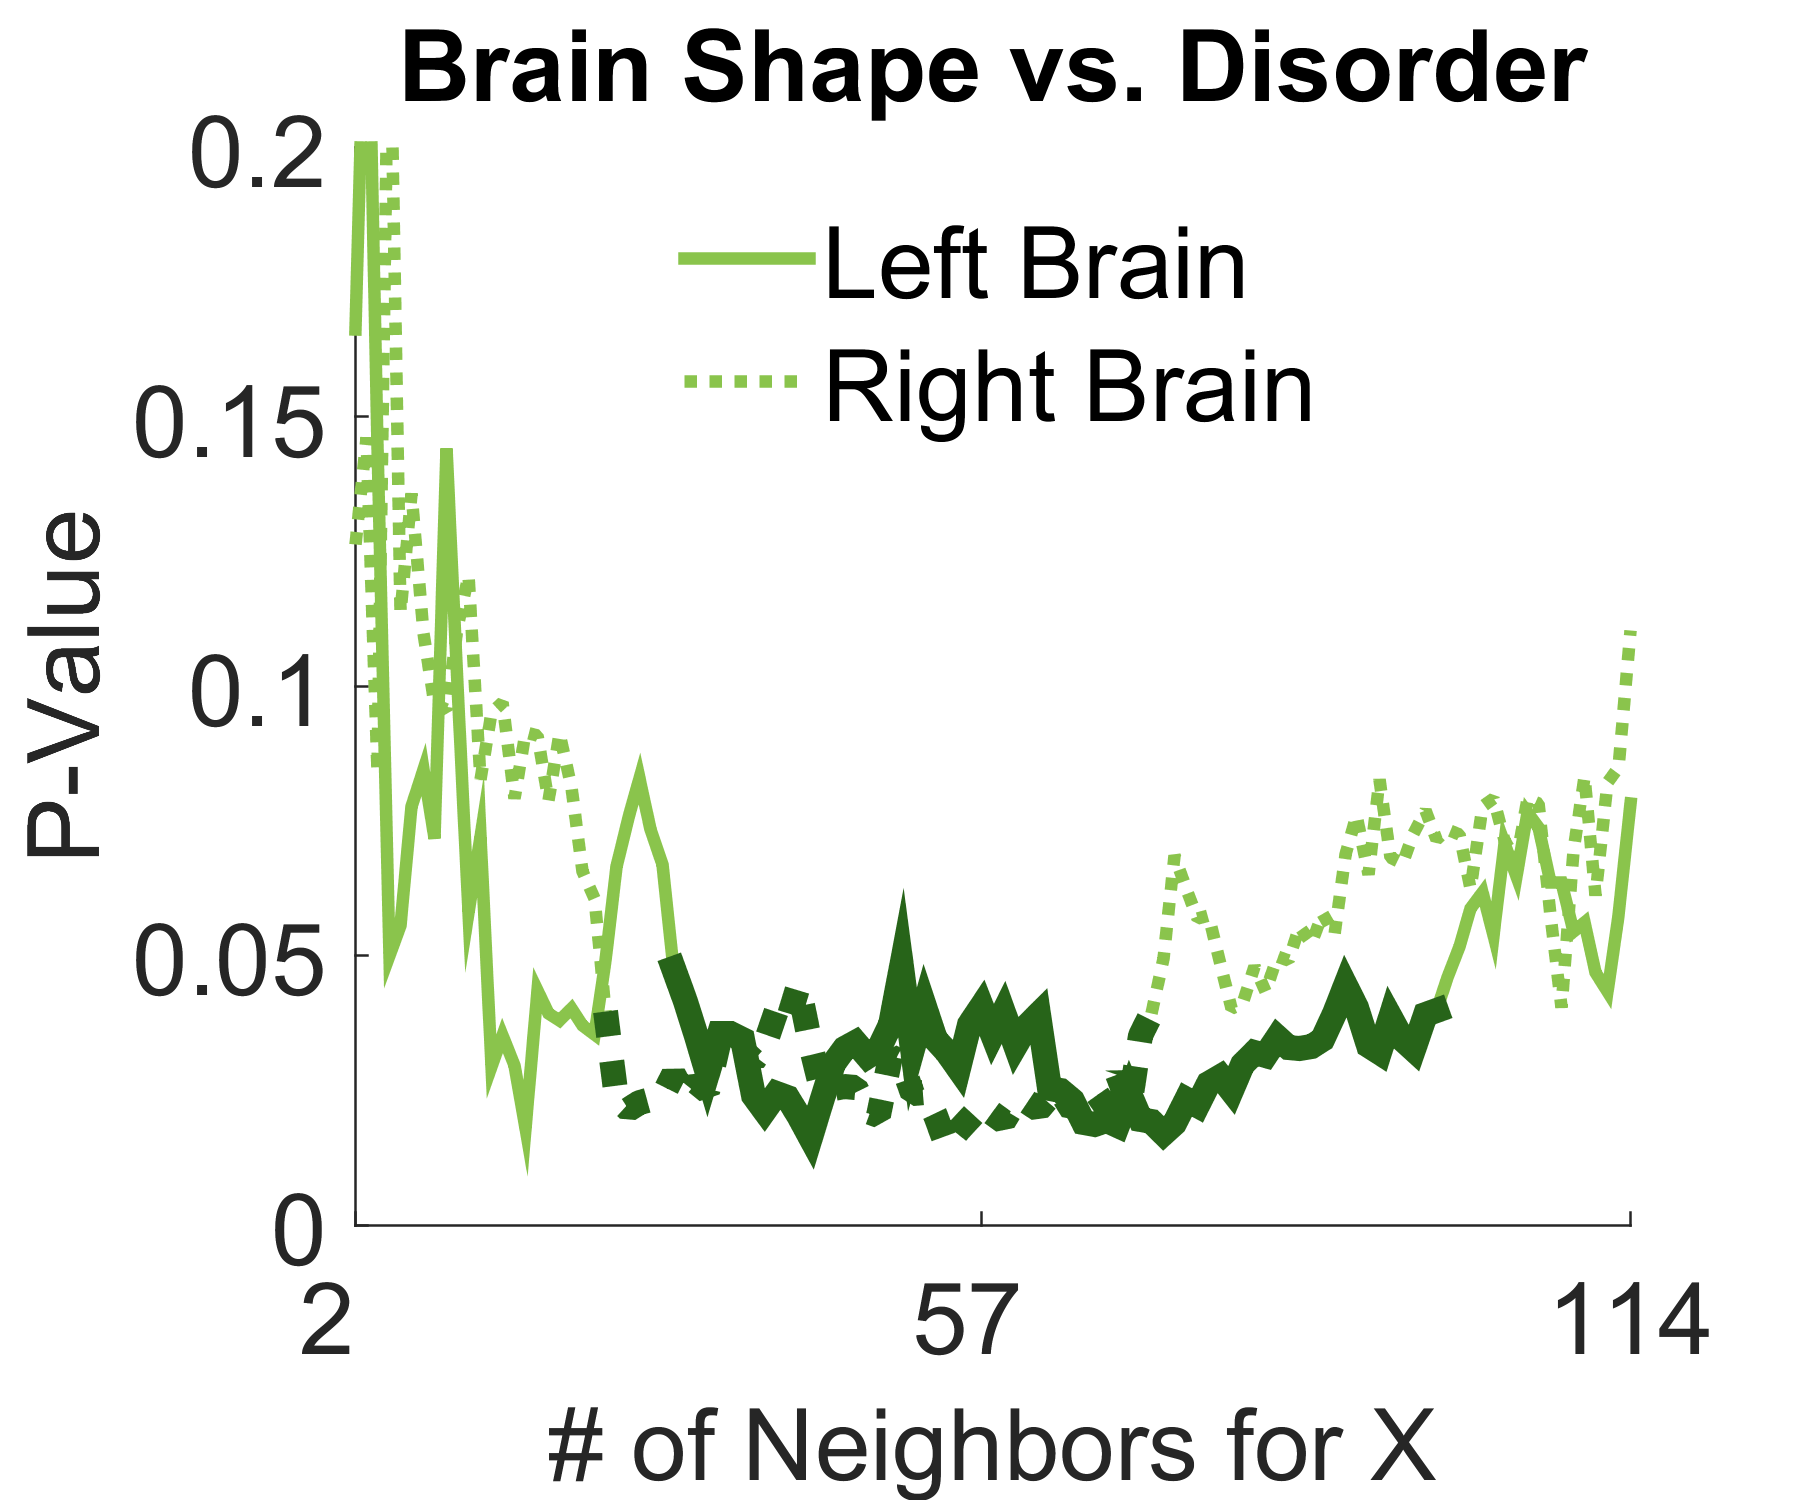 Brain Shape vs. Disorder
0.2
0.15
0.1
0.05
0
P-Value
Left Brain
Right Brain
2 57 114
# of Neighbors for X